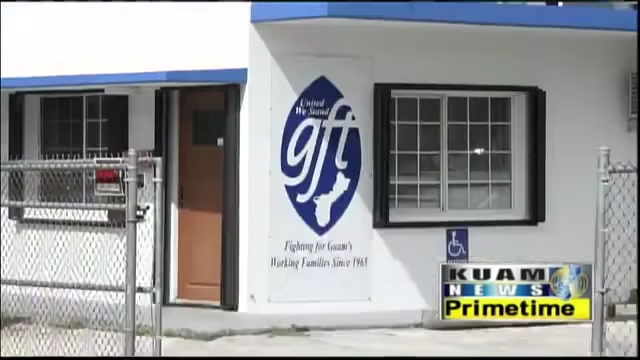 United
We Stand
gft
Fighting for Guam's
Working Families Since 1965
KUAM
NEWS
Primetime